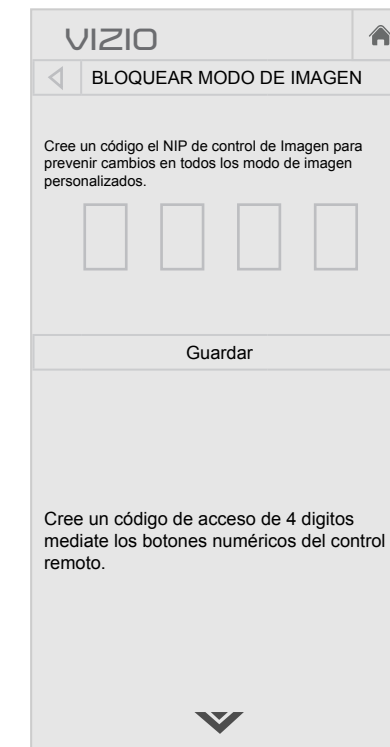 VIZIO
BLOQUEAR MODO DE IMAGEN
Cree un código el NIP de control de Imagen para
prevenir cambios en todos los modo de imagen
personalizados.
Guardar
Cree un código de acceso de 4 digitos
mediate los botones numéricos del control
remoto.